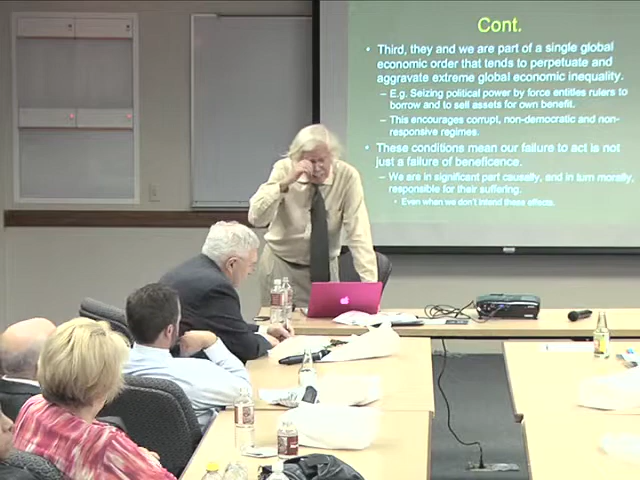 Cont.
• Third, they and we are part of a single global
economic order that tends to perpetuate and
aggravate extreme global economic inequality.
– E.g. Seizing political power by force entitles rulers to
borrow and to sell assets for own benefit.
– This encourages corrupt, non-democratic and non-
responsive regimes.
• These conditions mean our failure to act is not
just a failure of beneficence.
– We are in significant part causally, and in turn morally,
responsible for their suffering.
• Even when we don't intend these effects.